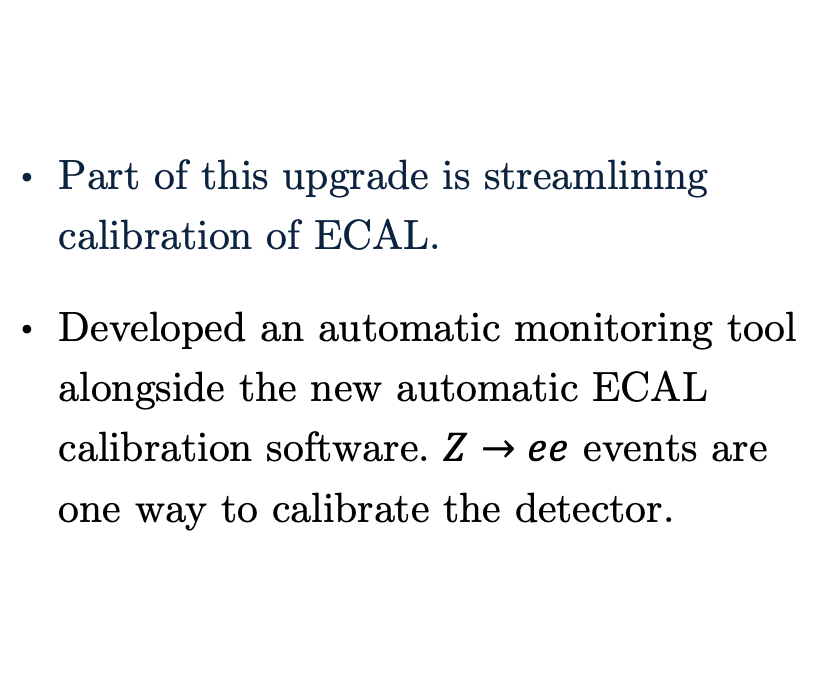 • Part of this upgrade is streamlining
calibration of ECAL.
• Developed an automatic monitoring tool
alongside the new automatic ECAL
calibration software. Z → ee events are
one way to calibrate the detector.